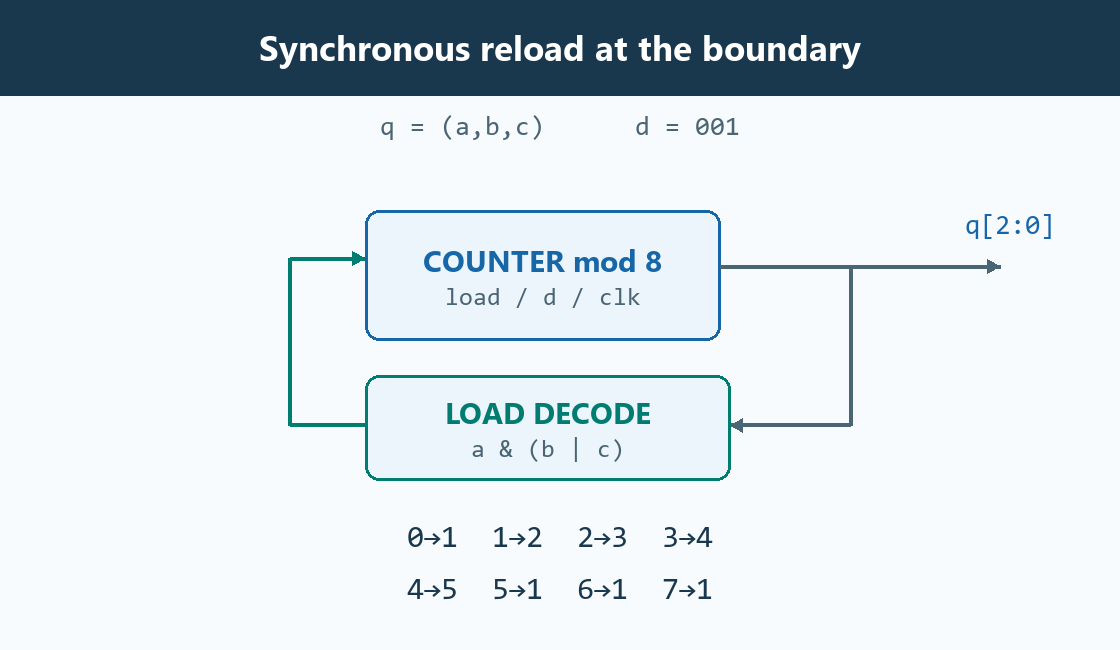 Synchronous reload at the boundary
q = (a,b,c) d = 001
q[2:0]
COUNTER mod 8
load / d / clk
LOAD DECODE
a & (b | c)
0→1 1→2 2→3 3→4
4→5 5→1 6→1 7→1